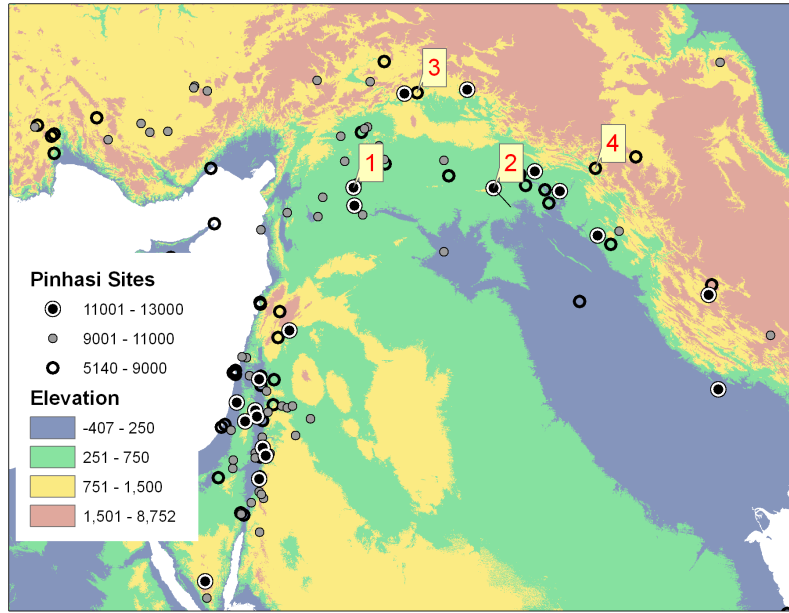 3
4
1
2
Pinhasi Sites
11001 - 13000
9001 - 11000
5140 - 9000
Elevation
-407 - 250
251 - 750
751 - 1,500
1,501 - 8,752